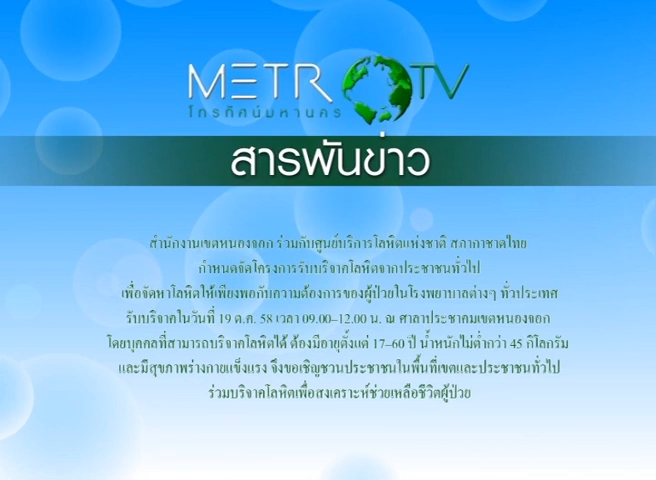 METR TV
โทรทัศน์มหานคร
สารพันข่าว
สำนักงานเขตหนองจอก ร่วมกับศูนย์บริการโลหิตแห่งชาติ สภากาชาดไทย
กำหนดจัดโครงการรับบริจาคโลหิตจากประชาชนทั่วไป
เพื่อจัดหาโลหิตให้เพียงพอกับความต้องการของผู้ป่วยในโรงพยาบาลต่างๆ ทั่วประเทศ
รับบริจาคในวันที่ 19 ต.ค. 58 เวลา 09.00-12.00 น. ณ ศาลาประชาคมเขตหนองจอก
โดยบุคคลที่สามารถบริจาคโลหิตได้ ต้องมีอายุตั้งแต่ 17-60 ปี น้ำหนักไม่ต่ำกว่า 45 กิโลกรัม
และมีสุขภาพร่างกายแข็งแรง จึงขอเชิญชวนประชาชนในพื้นที่เขตและประชาชนทั่วไป
ร่วมบริจาคโลหิตเพื่อสงเคราะห์ช่วยเหลือชีวิตผู้ป่วย